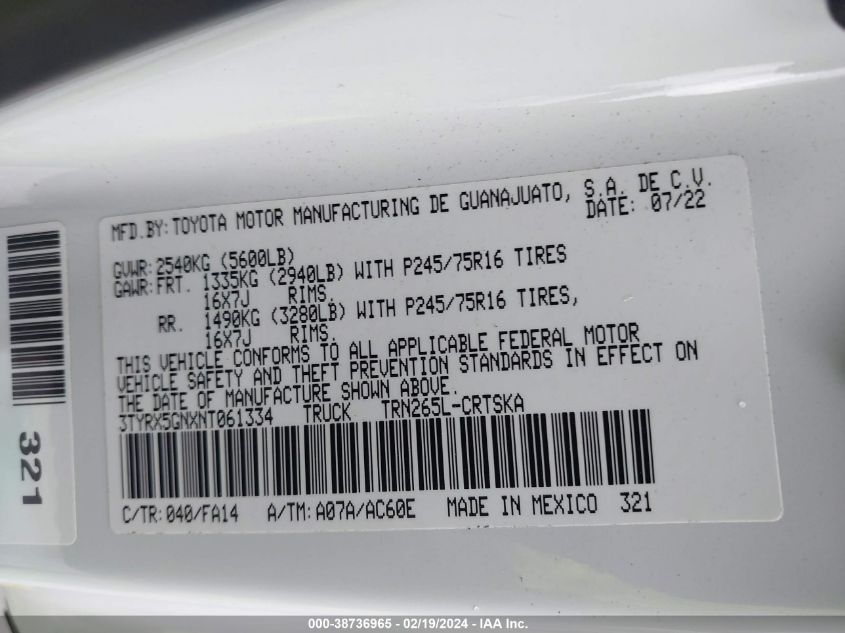 MFD.BY: TOYOTA MOTOR MANUFACTURING DE GUANAJUATO, S.A. DE C.V.
DATE: 07/22
GVWR: 2540KG (5600LB)
GAWR: FRT. 1335KG (2940LB) WITH P245/75R16 TIRES
16X7J RIMS.
RR. 1490KG (3280LB) WITH P245/75R16 TIRES,
16X7J RIMS.
THIS VEHICLE CONFORMS TO ALL APPLICABLE FEDERAL MOTOR
VEHICLE SAFETY AND THEFT PREVENTION STANDARDS IN EFFECT ON
THE DATE OF MANUFACTURE SHOWN ABOVE.
3TYRX5GNXNT061334 TRUCK TRN265L-CRTSKA
C/TR: 040/FA14 A/TM: A07A/AC60E MADE IN MEXICO 321
321
000-38736965 - 02/19/2024 - IAA Inc.